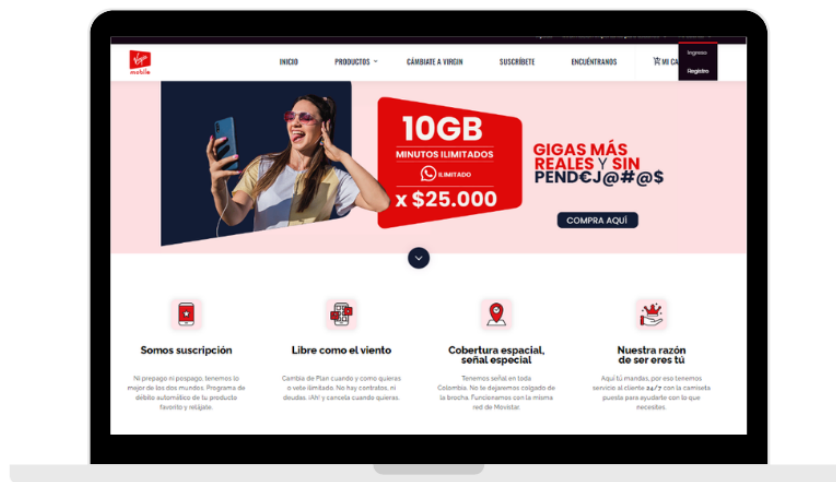 Ingreso
Virgin
mobile
INICIO
PRODUCTOS
CÁMBIATE A VIRGIN
SUSCRÍBETE
ENCUÉNTRANOS
MI CA
Registro
10GB
MINUTOS ILIMITADOS
ILIMITADO
x $25.000
GIGAS MÁS
REALES Y SIN
PEND€J@#@$
COMPRA AQUÍ
Somos suscripción
Libre como el viento
Cobertura espacial,
señal especial
Nuestra razón
de ser eres tú
Ni prepago ni pospago, tenemos lo
mejor de los dos mundos. Programa de
débito automático de tu producto
favorito y relájate.
Cambia de Plan cuando y como quieras
o vete ilimitado. No hay contratos, ni
deudas. ¡Ah! y cancela cuando quieras.
Tenemos señal en toda
Colombia. No te dejaremos colgado de
la brocha. Funcionamos con la misma
red de Movistar.
Aquí tú mandas, por eso tenemos
servicio al cliente 24/7 con la camiseta
puesta para ayudarte con lo que
necesites.